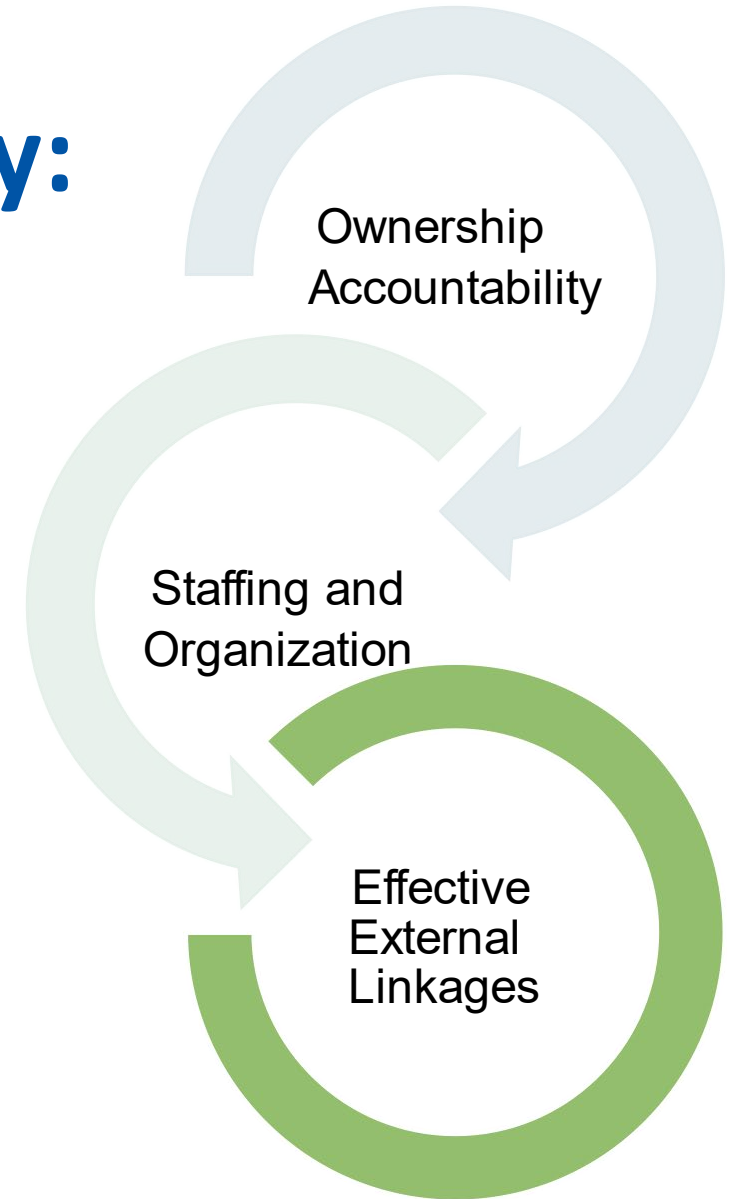 y:
Ownership
Accountability
Staffing and
Organization
Effective
External
Linkages